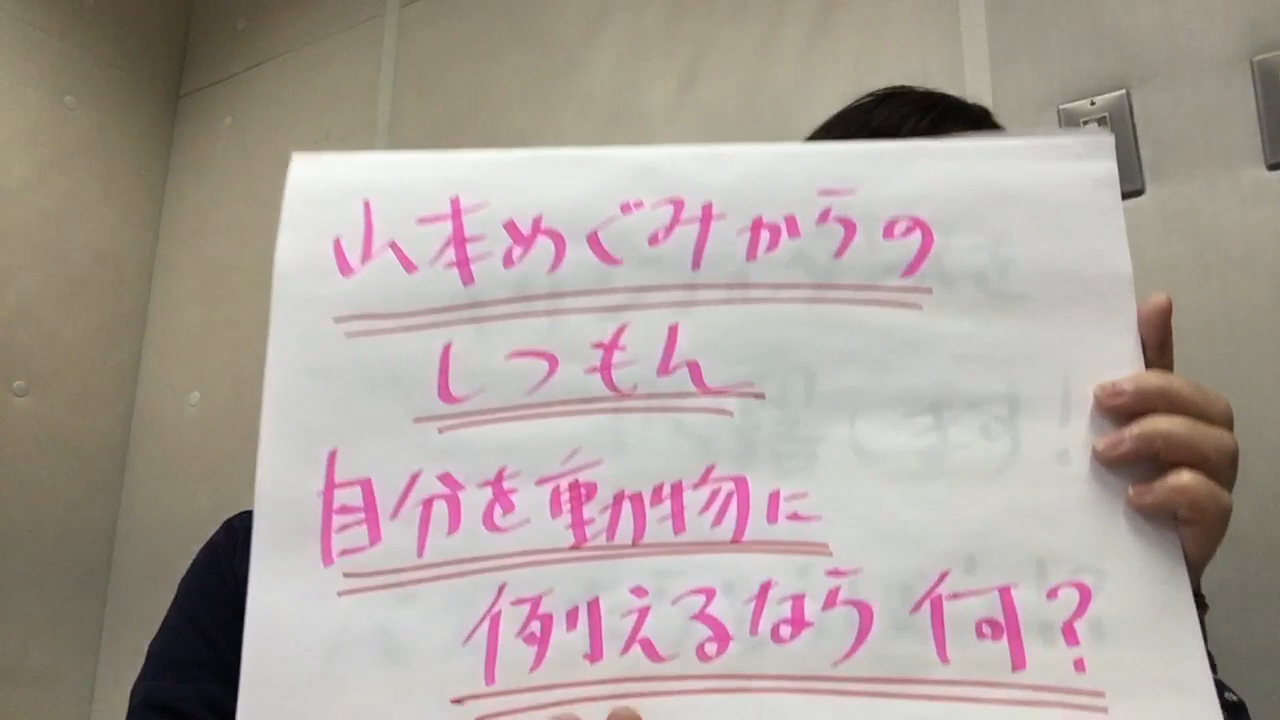 山本めぐみからの
しつもん
自分を動物に
例えるなら何?